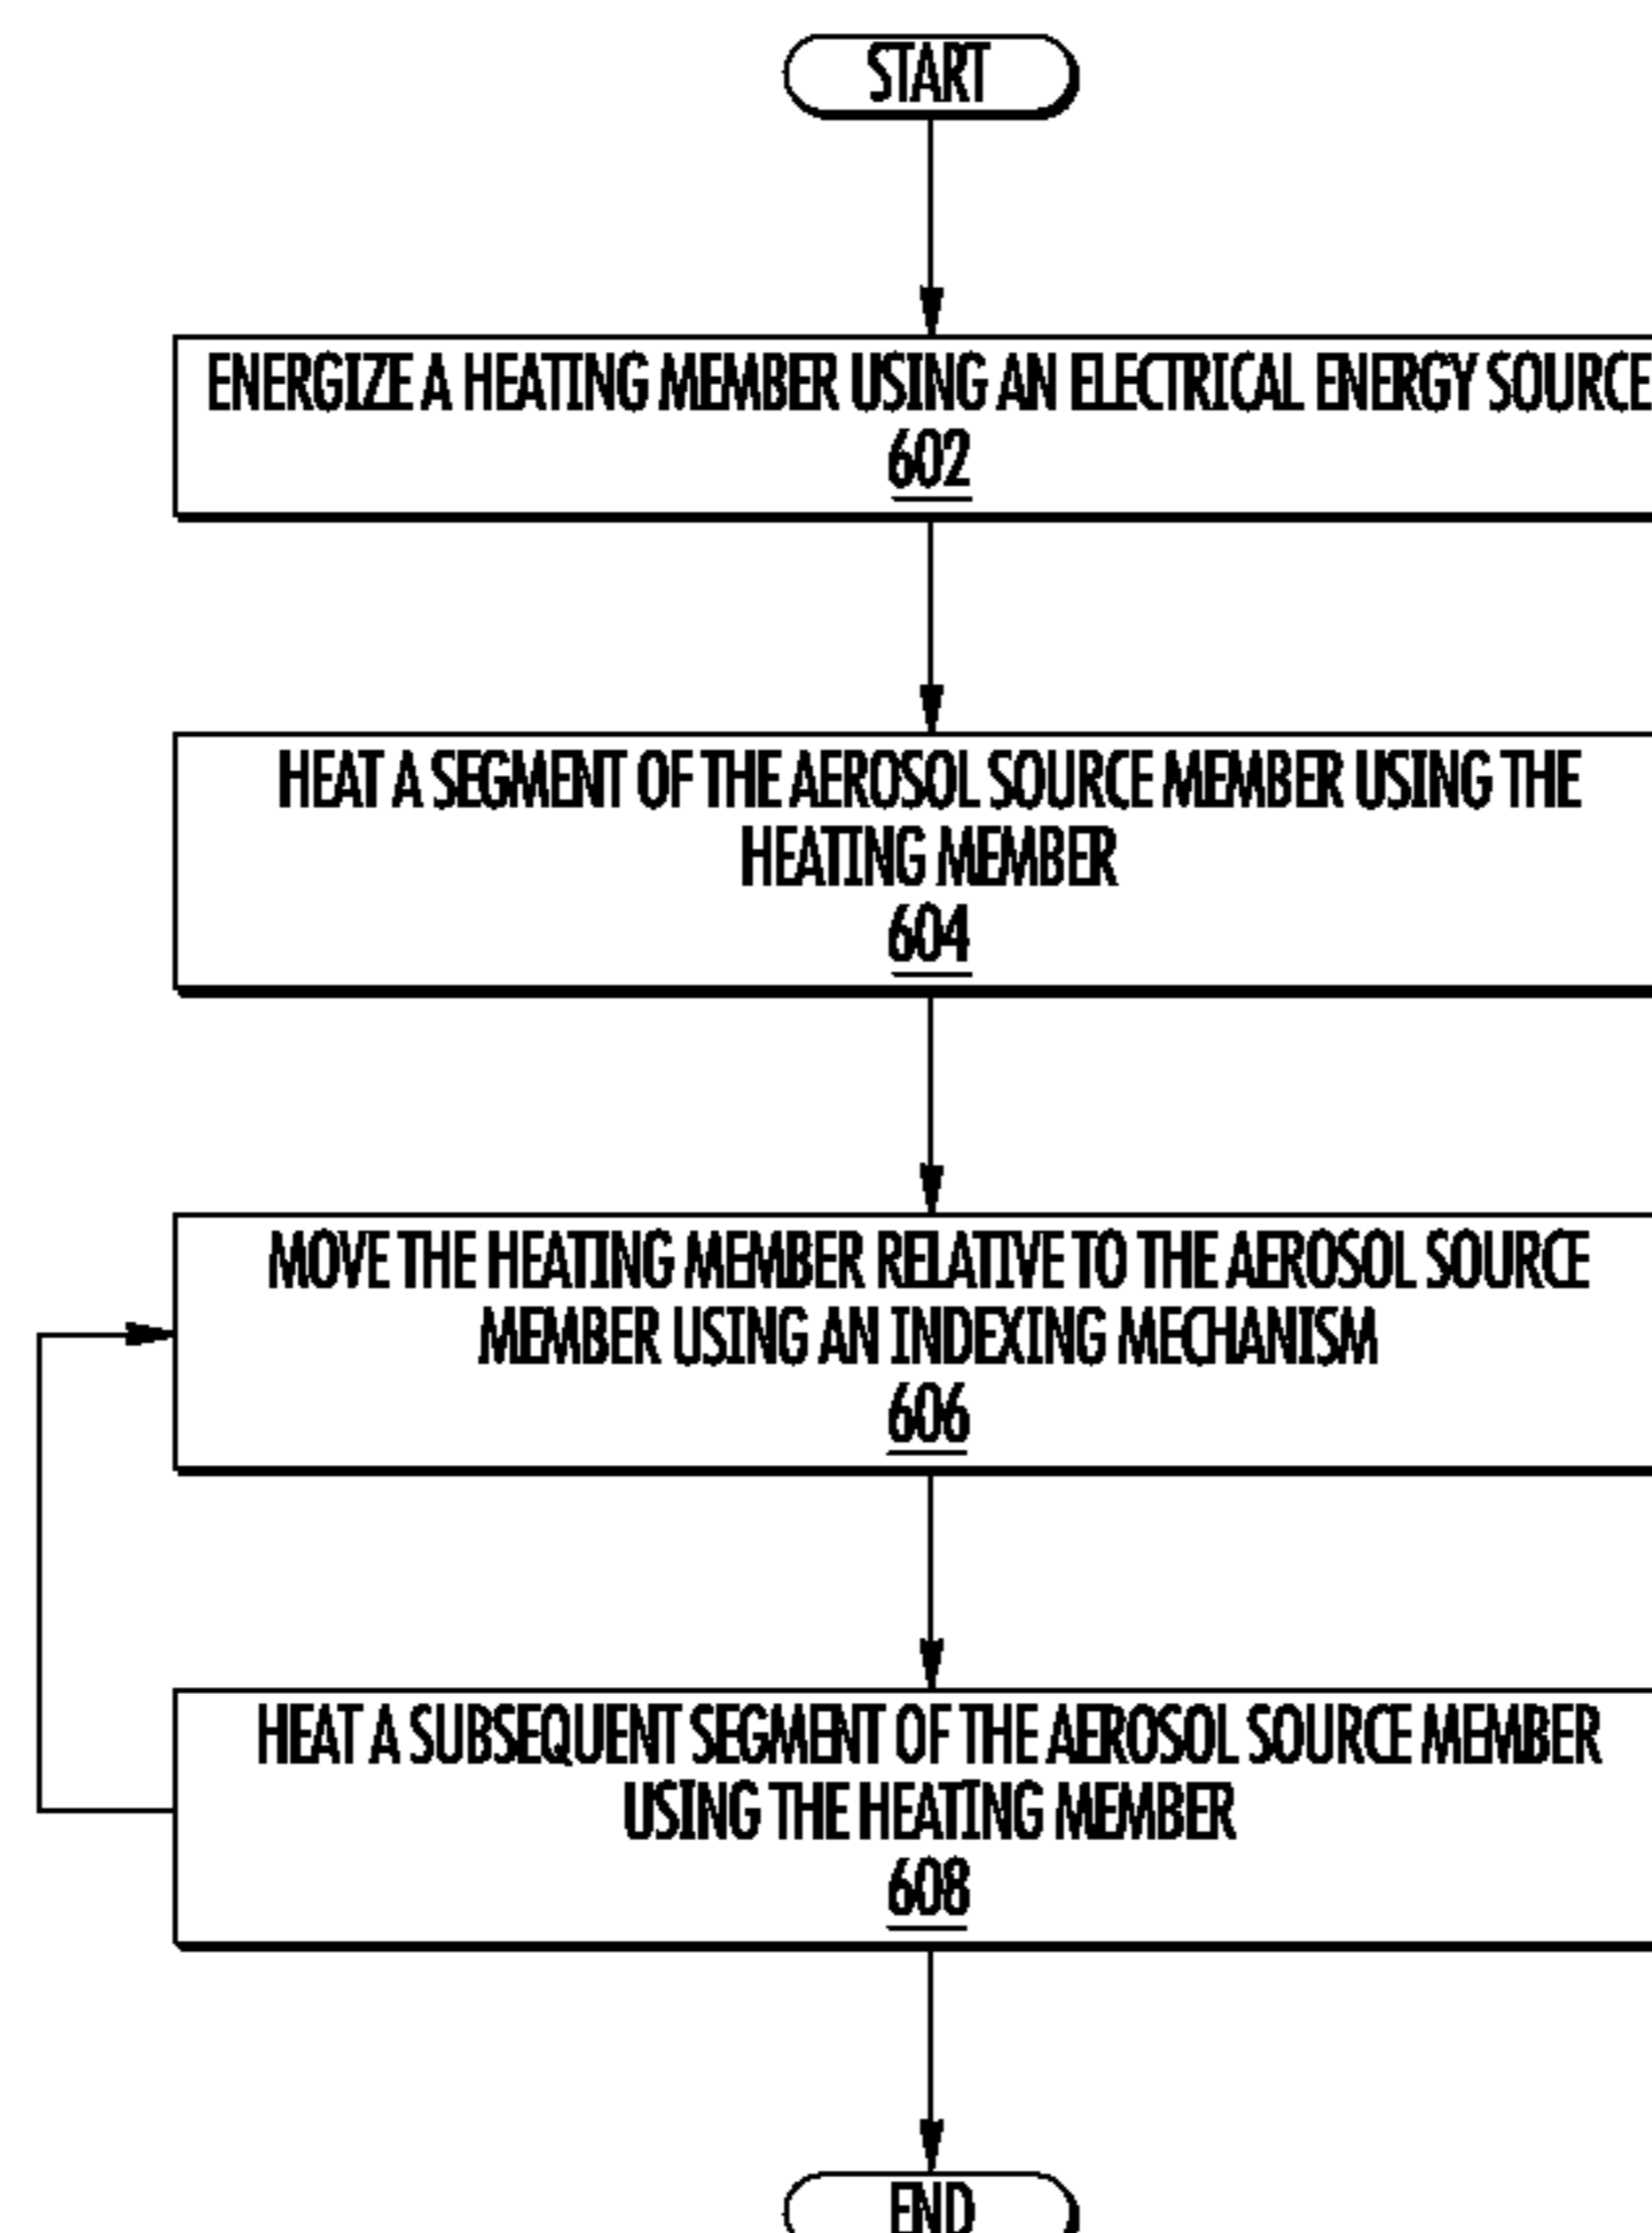 START
ENERGIZE A HEATING MEMBER USING AN ELECTRICAL ENERGY SOURCE
602
HEAT A SEGMENT OF THE AEROSOL SOURCE MEMBER USING THE
HEATING MEMBER
604
MOVE THE HEATING MEMBER RELATIVE TO THE AEROSOL SOURCE
MEMBER USING AN INDEXING MECHANISM
606
HEAT A SUBSEQUENT SEGMENT OF THE AEROSOL SOURCE MEMBER
USING THE HEATING MEMBER
608
END